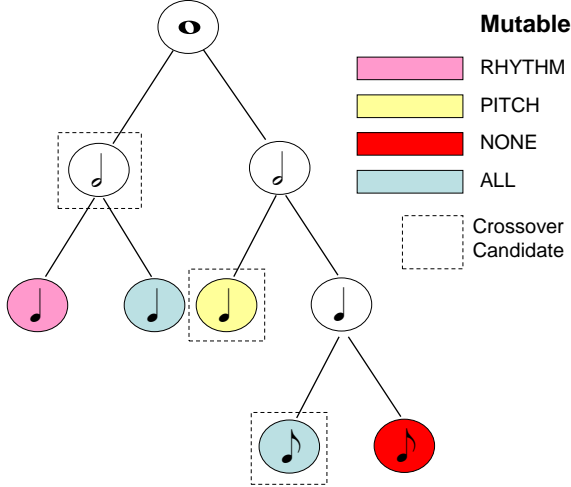 Mutable
RHYTHM
PITCH
NONE
ALL
Crossover
Candidate